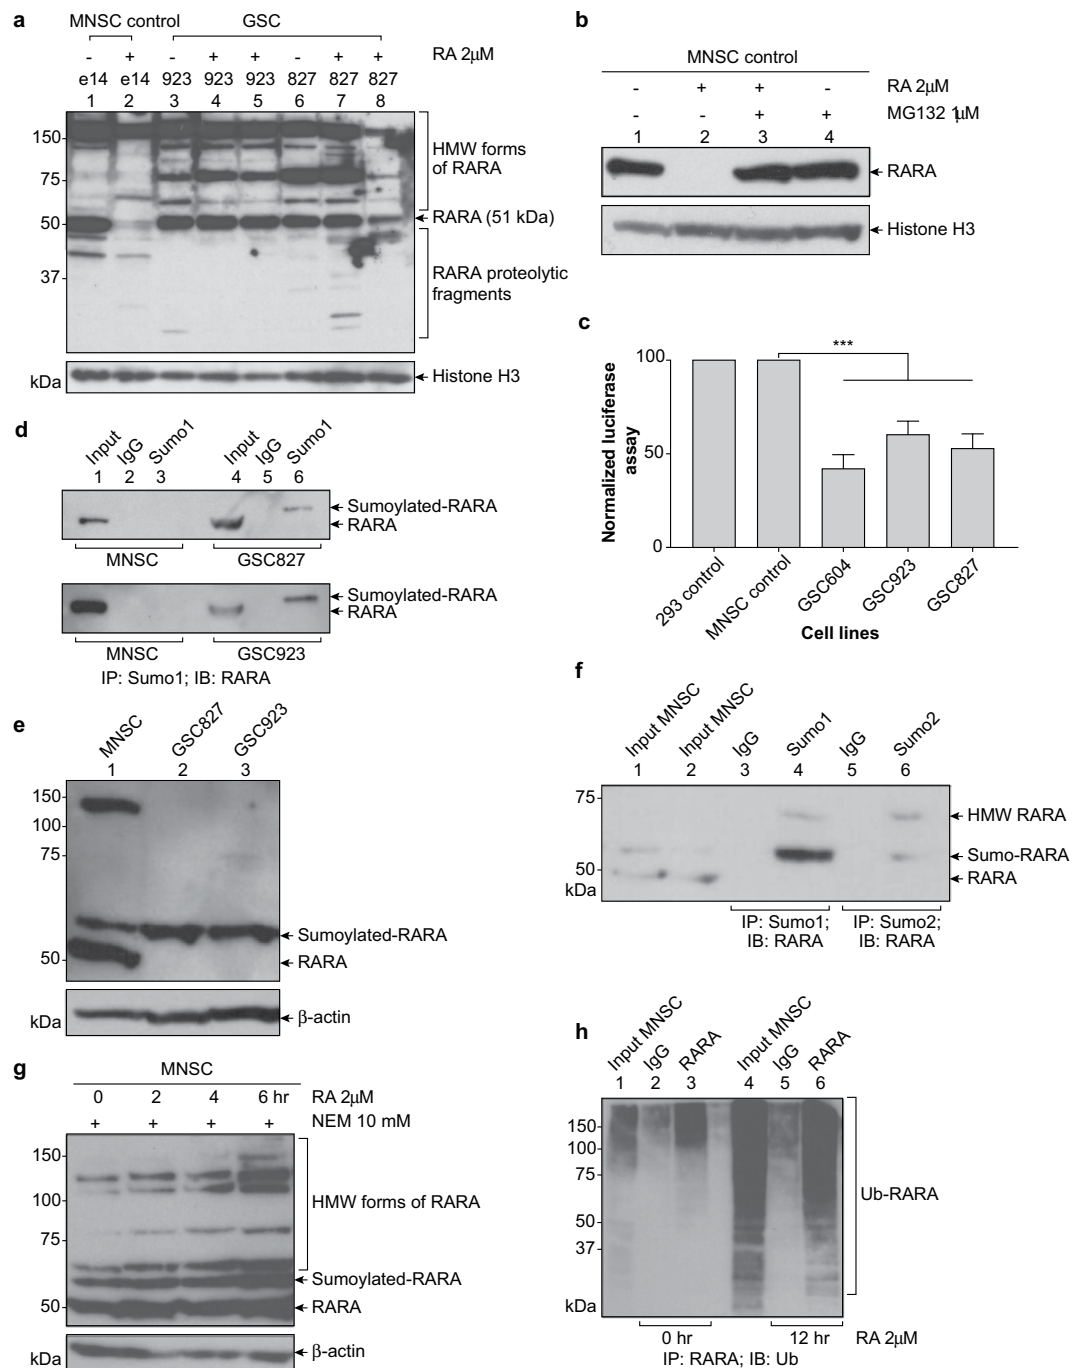 a
MNSC control GSC
- + - + + - + + RA 2µM
e14 e14 923 923 923 827 827 827
1 2 3 4 5 6 7 8
150
75
50
37
kDa
HMW forms
of RARA
RARA (51 kDa)
RARA proteolytic
fragments
Histone H3
b
MNSC control
- + + - RA 2µM
- - + + MG132 1µM
1 2 3 4
RARA
Histone H3
c
Normalized luciferase
assay
100
50
0
***
293 control
MNSC control
GSC604
GSC923
GSC827
Cell lines
d
Input IgG Sumo1 Input IgG Sumo1
1 2 3 4 5 6
Sumoylated-RARA
RARA
MNSC GSC827
Sumoylated-RARA
RARA
MNSC GSC923
IP: Sumo1; IB: RARA
e
MNSC GSC827 GSC923
1 2 3
150
100
75
50
kDa
Sumoylated-RARA
RARA
β-actin
f
Input MNSC Input MNSC IgG Sumo1 IgG Sumo2
1 2 3 4 5 6
75
50
kDa
HMW RARA
Sumo-RARA
RARA
IP: Sumo1; IP: Sumo2;
IB: RARA IB: RARA
g
MNSC
0 2 4 6 hr RA 2µM
+ + + + NEM 10 mM
150
100
75
50
kDa
HMW forms of RARA
Sumoylated-RARA
RARA
β-actin
h
Input MNSC IgG RARA Input MNSC IgG RARA
1 2 3 4 5 6
150
100
75
50
37
kDa
Ub-RARA
0 hr 12 hr RA 2µM
IP: RARA; IB: Ub